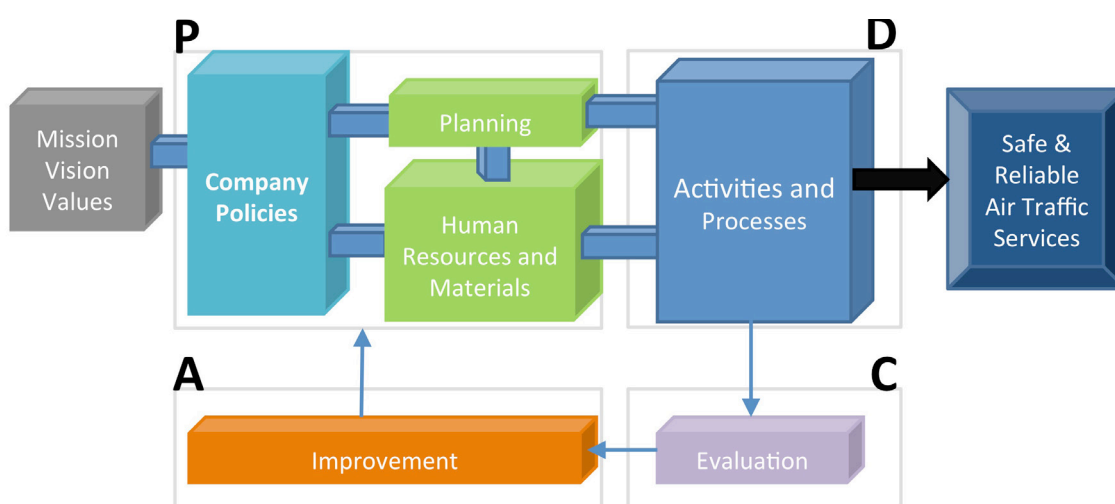 P
D
Mission
Vision
Values
Company
Policies
Planning
Human
Resources and
Materials
Activities and
Processes
Safe &
Reliable
Air Traffic
Services
A
C
Improvement
Evaluation